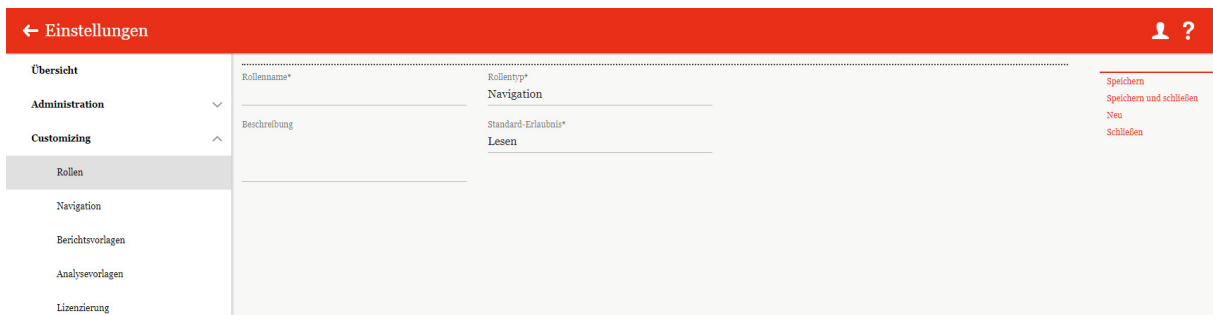 Einstellungen
?
Übersicht
Administration
Customizing
Rollen
Navigation
Berichtsvorlagen
Analysevorlagen
Lizenzierung
Rollenname*
Rollentyp*
Navigation
Beschreibung
Standard-Erlaubnis*
Lesen
Speichern
Speichern und schließen
Neu
Schließen